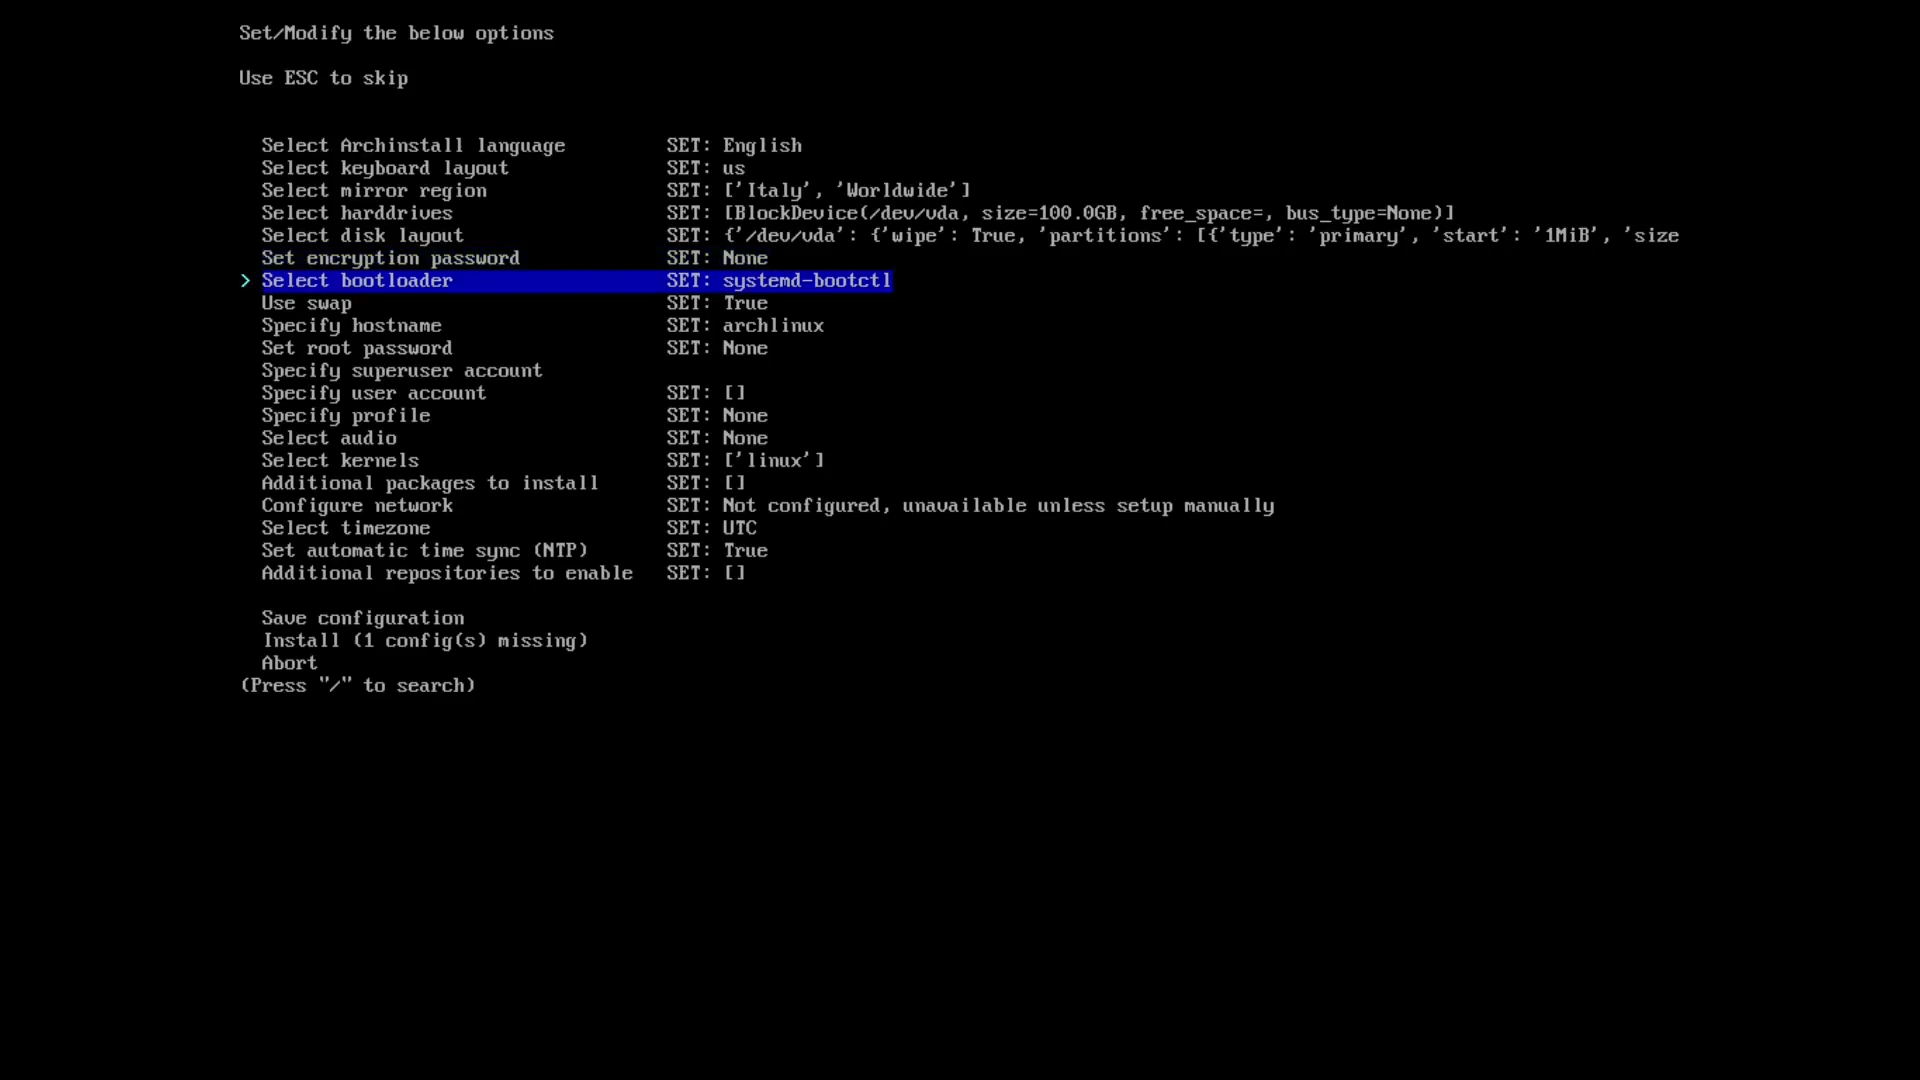 Set/Modify the below options
Use ESC to skip
Select Archinstall language SET: English
Select keyboard layout SET: us
Select mirror region SET: ['Italy', 'Worldwide']
Select harddrives SET: [BlockDevice(/dev/vda, size=100.0GB, free_space=, bus_type=None)]
Select disk layout SET: {'/dev/vda': {'wipe': True, 'partitions': [{'type': 'primary', 'start': '1MiB', 'size
Set encryption password SET: None
> Select bootloader SET: systemd-bootctl
Use swap SET: True
Specify hostname SET: archlinux
Set root password SET: None
Specify superuser account
Specify user account SET: []
Specify profile SET: None
Select audio SET: None
Select kernels SET: ['linux']
Additional packages to install SET: []
Configure network SET: Not configured, unavailable unless setup manually
Select timezone SET: UTC
Set automatic time sync (NTP) SET: True
Additional repositories to enable SET: []
Save configuration
Install (1 config(s) missing)
Abort
(Press "/" to search)